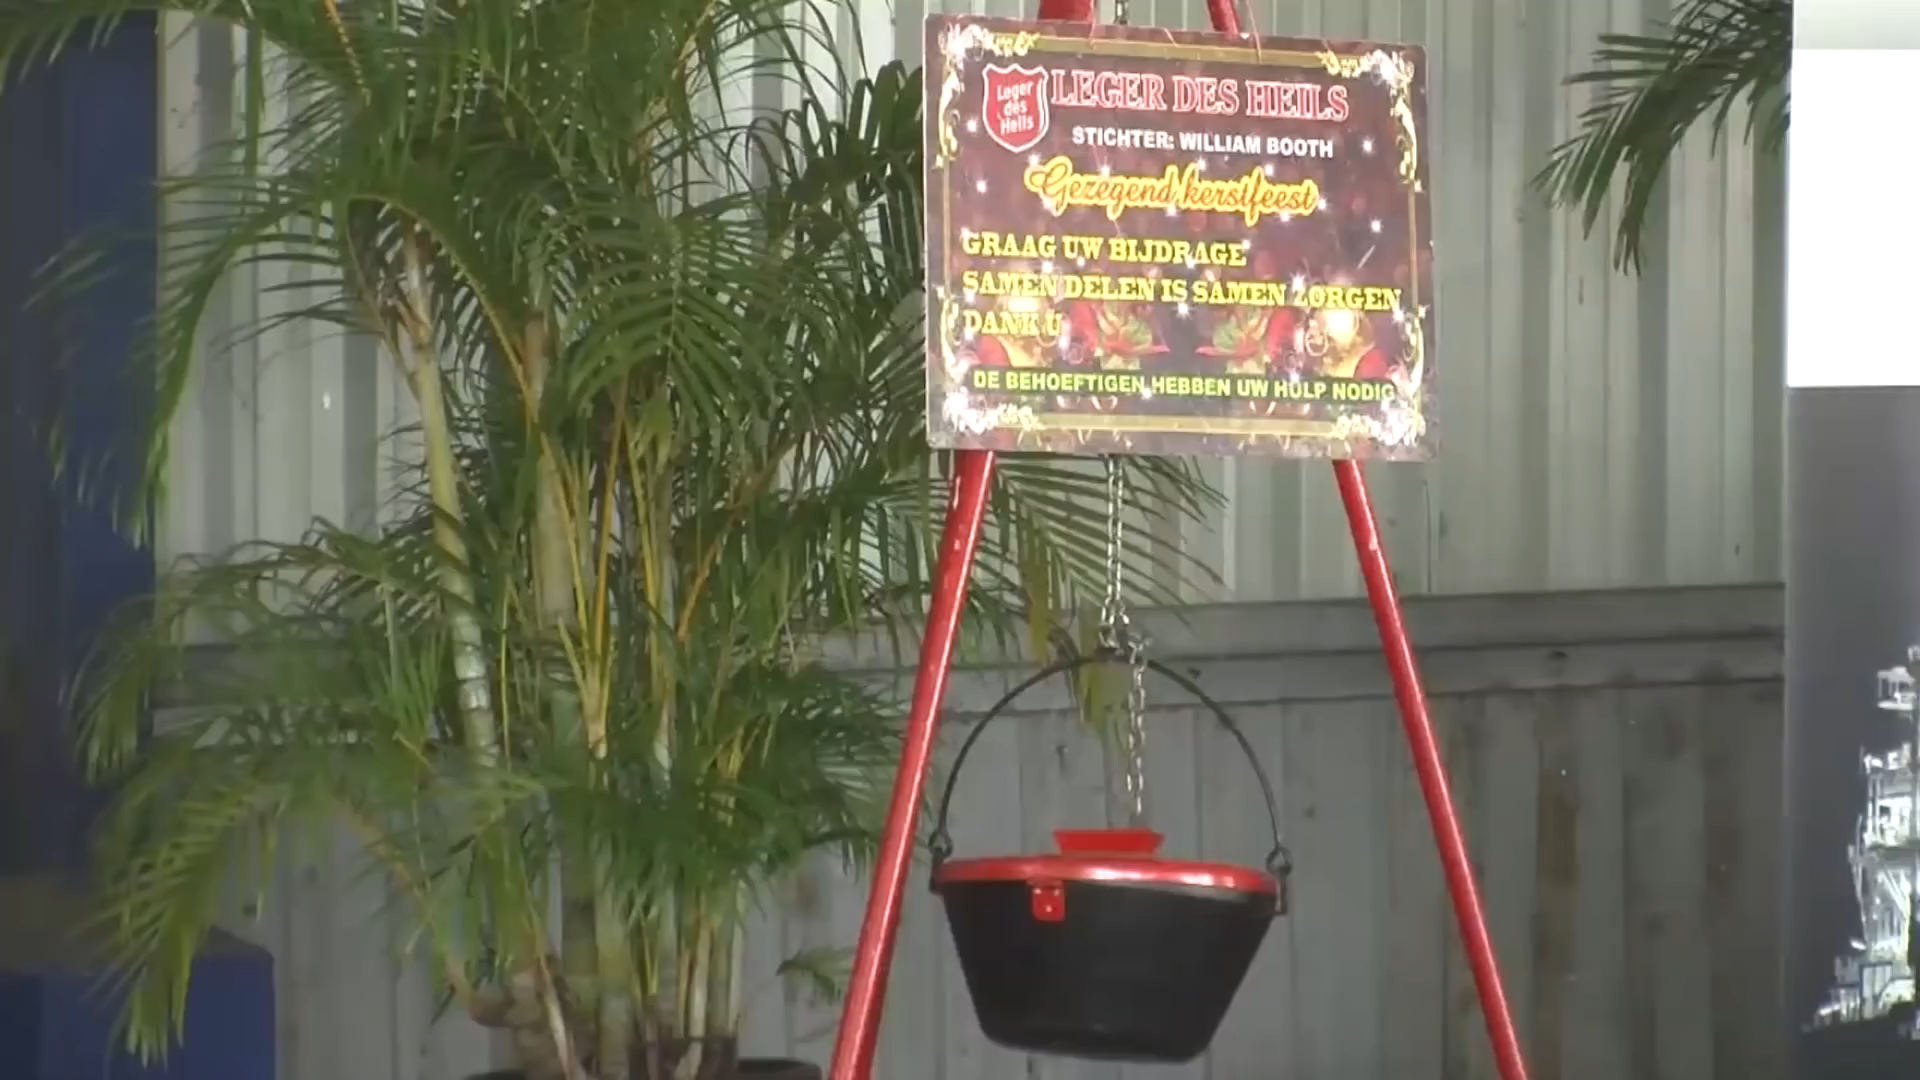 Leger
des
Heils
LEGER DES HEILS
STICHTER: WILLIAM BOOTH
Gezegend kerstfeest
GRAAG UW BIJDRAGE
SAMEN DELEN IS SAMEN ZORGEN
DANK U
DE BEHOEFTIGEN HEBBEN UW HULP NODIG